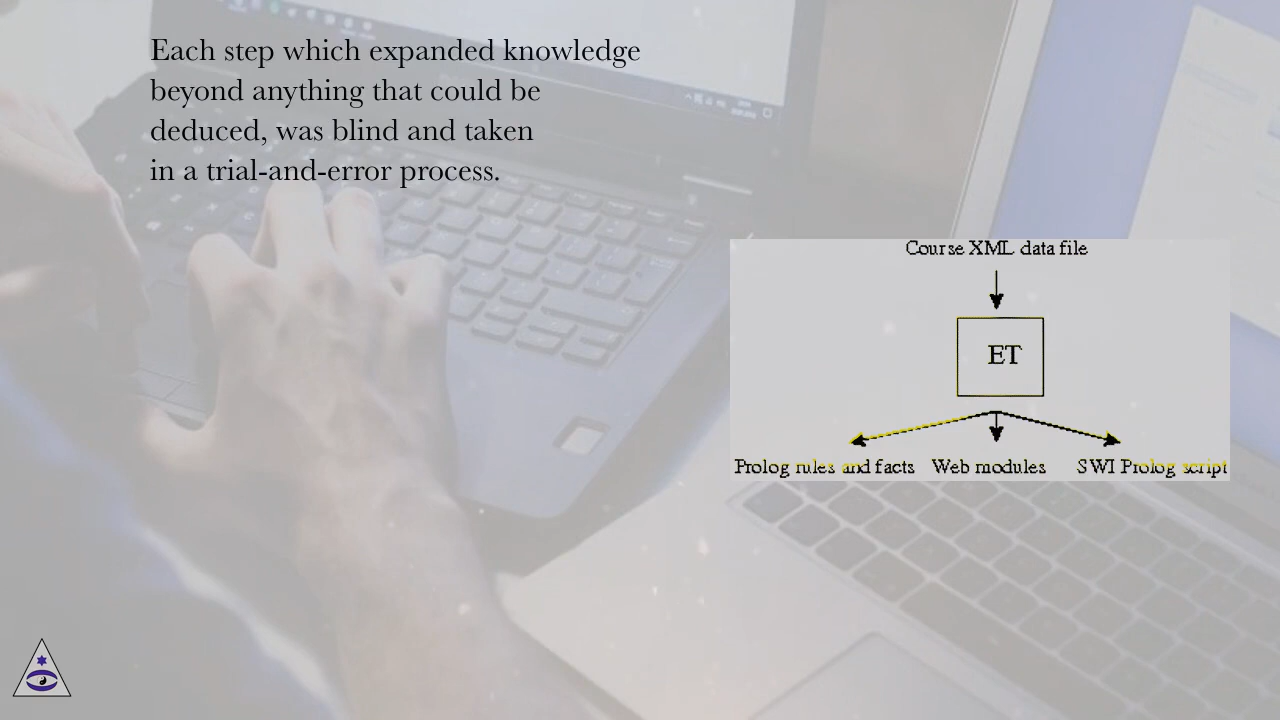 Each step which expanded knowledge
beyond anything that could be
deduced, was blind and taken
in a trial-and-error process.
Course XML data file
ET
Prolog rules and facts Web modules SWI Prolog script